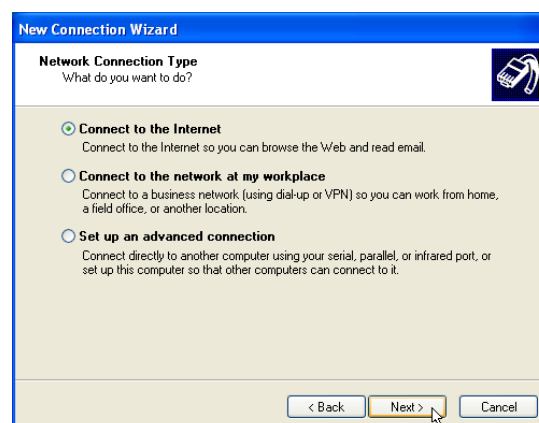 New Connection Wizard
Network Connection Type
What do you want to do?
Connect to the Internet
Connect to the Internet so you can browse the Web and read email.
Connect to the network at my workplace
Connect to a business network (using dial-up or VPN) so you can work from home,
a field office, or another location.
Set up an advanced connection
Connect directly to another computer using your serial, parallel, or infrared port, or
set up this computer so that other computers can connect to it.
< Back Next > Cancel